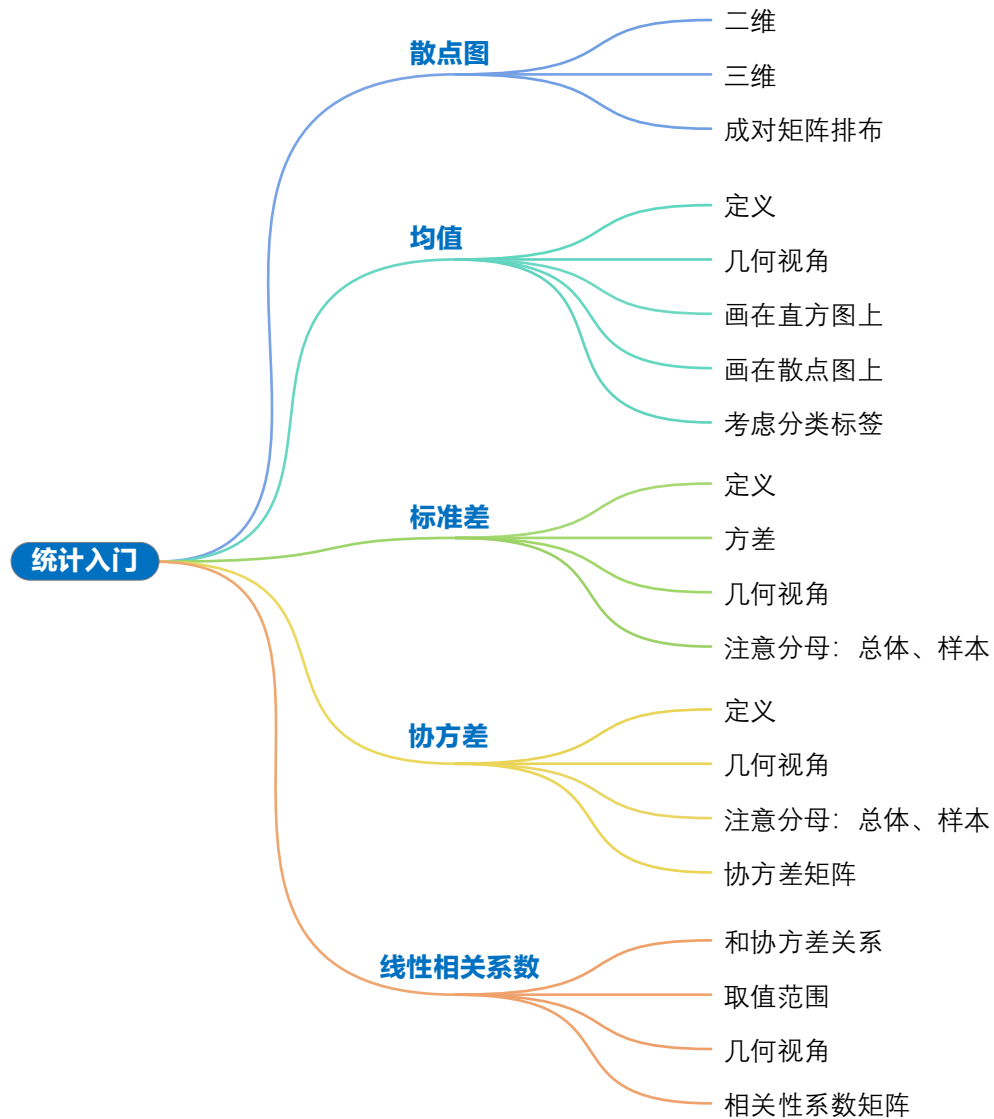 统计入门
散点图
二维
三维
成对矩阵排布
均值
定义
几何视角
画在直方图上
画在散点图上
考虑分类标签
标准差
定义
方差
几何视角
注意分母：总体、样本
协方差
定义
几何视角
注意分母：总体、样本
协方差矩阵
线性相关系数
和协方差关系
取值范围
几何视角
相关性系数矩阵